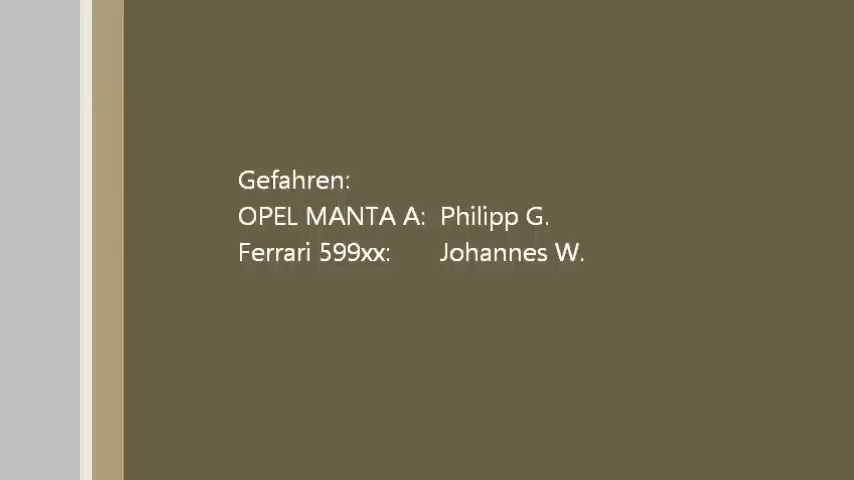 Gefahren:
OPEL MANTA A: Philipp G.
Ferrari 599xx: Johannes W.